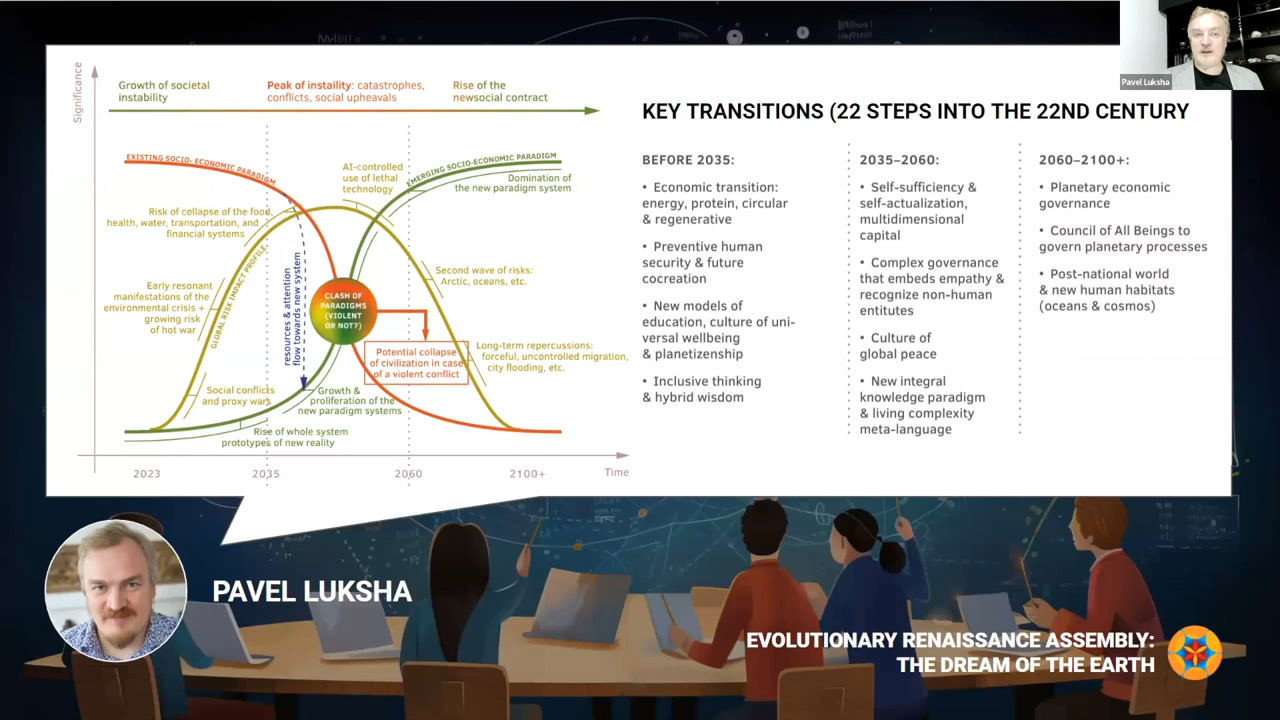 Pavel Luksha
Significance
Growth of societal
instability
Peak of instaility: catastrophes,
conflicts, social upheavals
Rise of the
newsocial contract
EXISTING SOCIO- ECONOMIC PARADIGM
AI-controlled
use of lethal
technology
EMERGING SOCIO-ECONOMIC PARADIGM
Domination of
the new paradigm system
Risk of collapse of the food,
health, water, transportation, and
financial systems
GLOBAL RISK IMPACT PROFILE
resources & attention
flow towards new system
Early resonant
manifestations of the
environmental crisis +
growing risk
of hot war
CLASH OF
PARADIGMS
(VIOLENT
OR NOT?)
Second wave of risks:
Arctic, oceans, etc.
Potential collapse
of civilization in case
of a violent conflict
Long-term repercussions:
forceful, uncontrolled migration,
city flooding, etc.
Social conflicts
and proxy wars
Growth &
proliferation of the
new paradigm systems
Rise of whole system
prototypes of new reality
2023
2035
2060
2100+
Time
KEY TRANSITIONS (22 STEPS INTO THE 22ND CENTURY
BEFORE 2035:
• Economic transition:
energy, protein, circular
& regenerative
• Preventive human
security & future
cocreation
• New models of
education, culture of uni-
versal wellbeing
& planetizenship
• Inclusive thinking
& hybrid wisdom
2035–2060:
• Self-sufficiency &
self-actualization,
multidimensional
capital
• Complex governance
that embeds empathy &
recognize non-human
entitutes
• Culture of
global peace
• New integral
knowledge paradigm
& living complexity
meta-language
2060–2100+:
• Planetary economic
governance
• Council of All Beings to
govern planetary processes
• Post-national world
& new human habitats
(oceans & cosmos)
PAVEL LUKSHA
EVOLUTIONARY RENAISSANCE ASSEMBLY:
THE DREAM OF THE EARTH